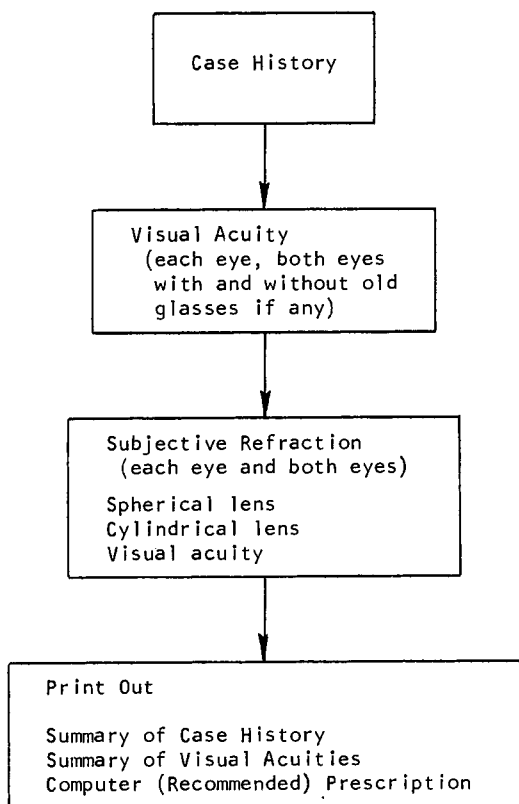 Case History
Visual Acuity
(each eye, both eyes
with and without old
glasses if any)
Subjective Refraction
(each eye and both eyes)
Spherical lens
Cylindrical lens
Visual acuity
Print Out
Summary of Case History
Summary of Visual Acuities
Computer (Recommended) Prescription